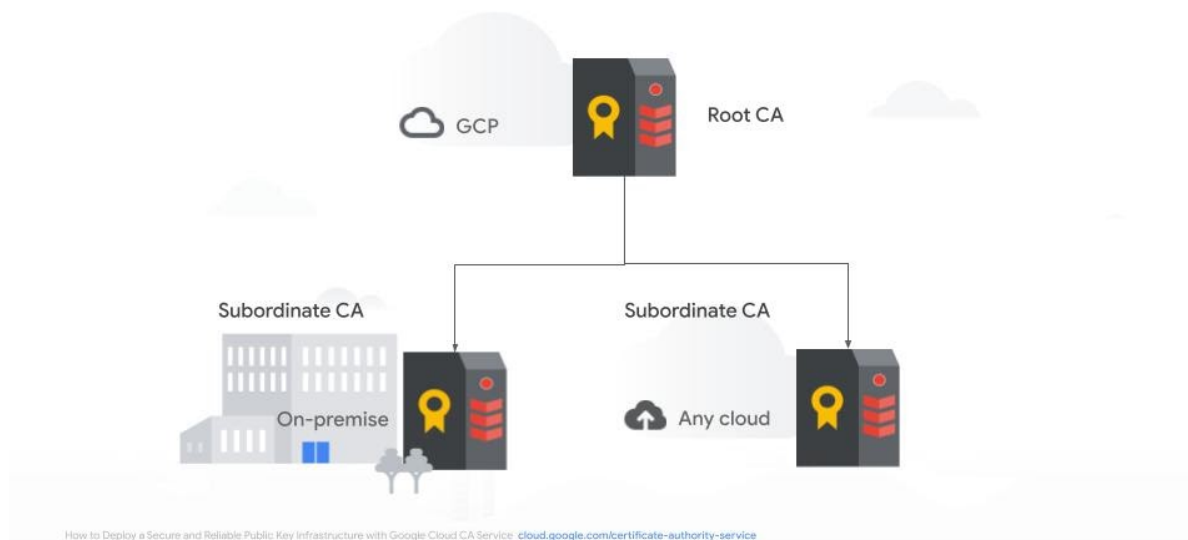 GCP
Root CA
Subordinate CA
On-premise
Subordinate CA
Any cloud
How to Deploy a Secure and Reliable Public Key Infrastructure with Google Cloud CA Service cloud.google.com/certificate-authority-service